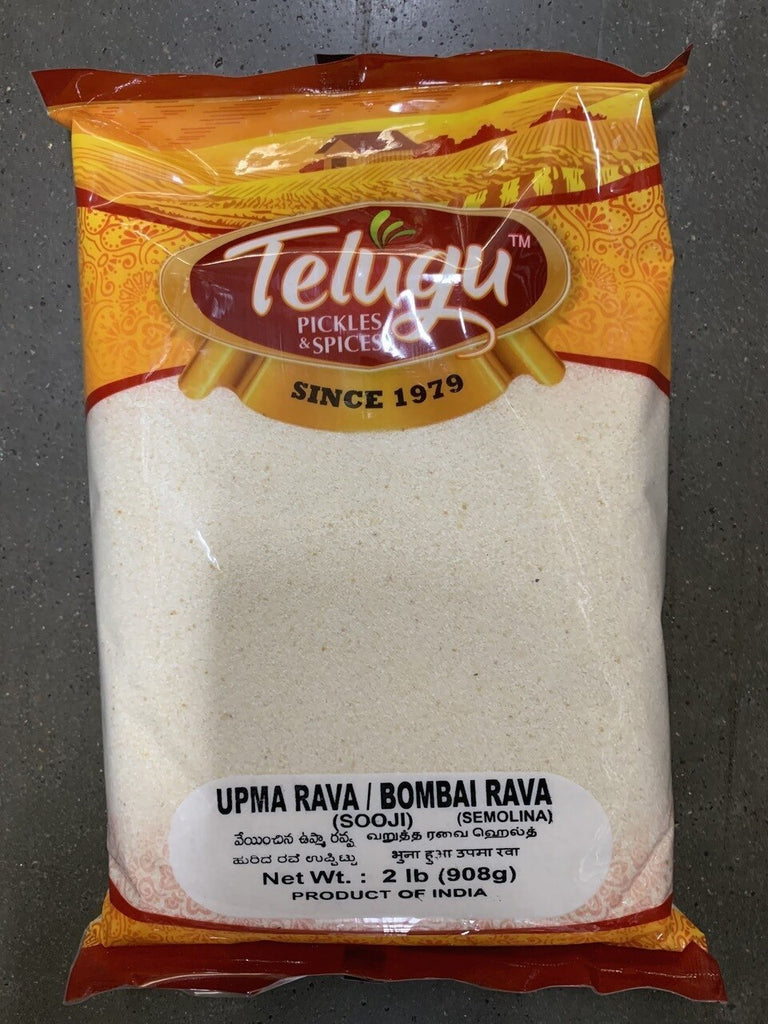 Telugu TM
PICKLES
& SPICES
SINCE 1979
UPMA RAVA / BOMBAI RAVA
(SOOJI) (SEMOLINA)
వేయించిన ఉప్మా రవ్వ வறுத்த ரவை ஹெல்த்
ಹುರಿದ ರವೆ ಉಪ್ಪಿಟ್ಟು भुना हुआ उपमा रवा
Net Wt. : 2 lb (908g)
PRODUCT OF INDIA